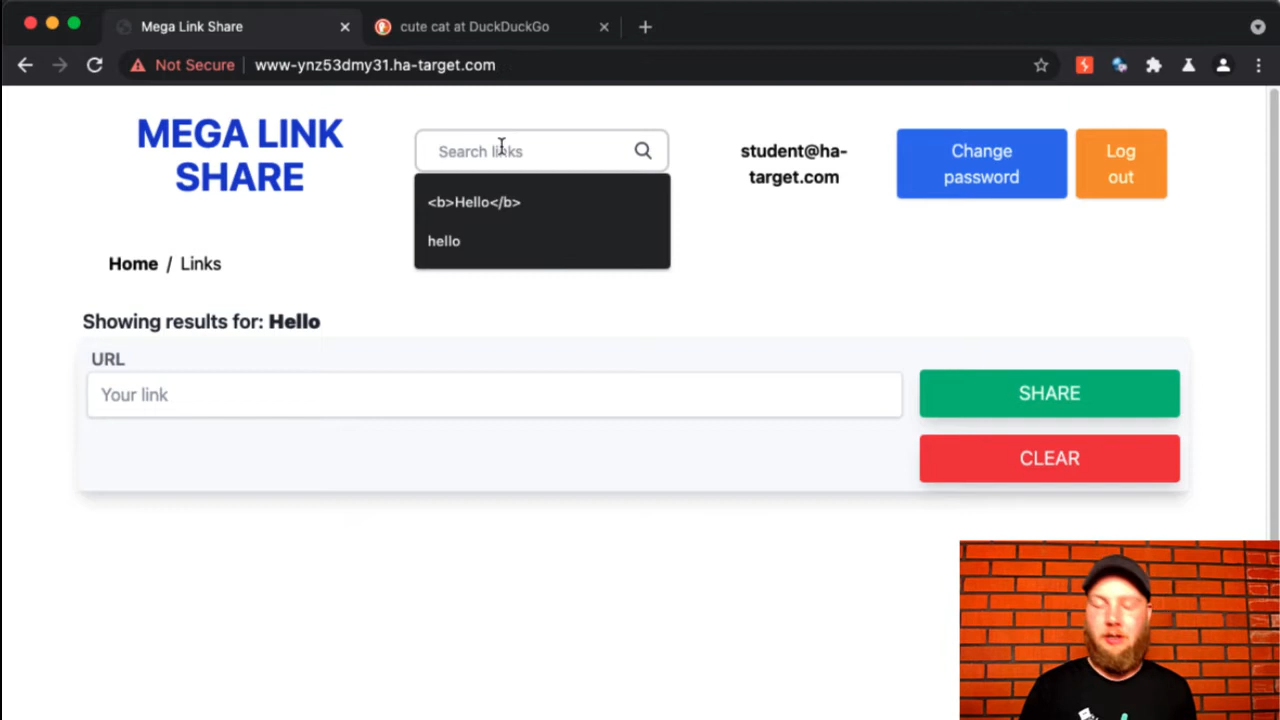 Mega Link Share
cute cat at DuckDuckGo
Not Secure
www-ynz53dmy31.ha-target.com
MEGA LINK
SHARE
Search links
<b>Hello</b>
hello
student@ha-
target.com
Change
password
Log
out
Home / Links
Showing results for: Hello
URL
Your link
SHARE
CLEAR